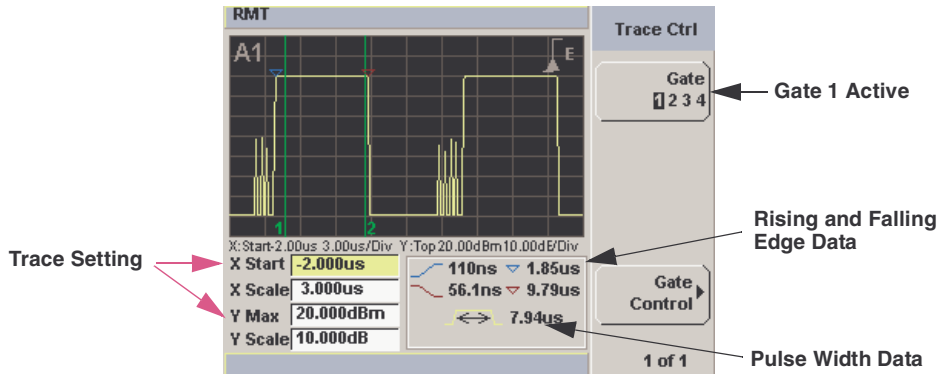 RMT
Trace Ctrl
A1
E
Gate
1 2 3 4
Gate 1 Active
1
2
X:Start-2.00us 3.00us/Div Y:Top20.00dBm10.00dB/Div
Rising and Falling
Edge Data
Trace Setting
X Start -2.000us
X Scale 3.000us
Y Max 20.000dBm
Y Scale 10.000dB
110ns 1.85us
56.1ns 9.79us
7.94us
Gate
Control
Pulse Width Data
1 of 1